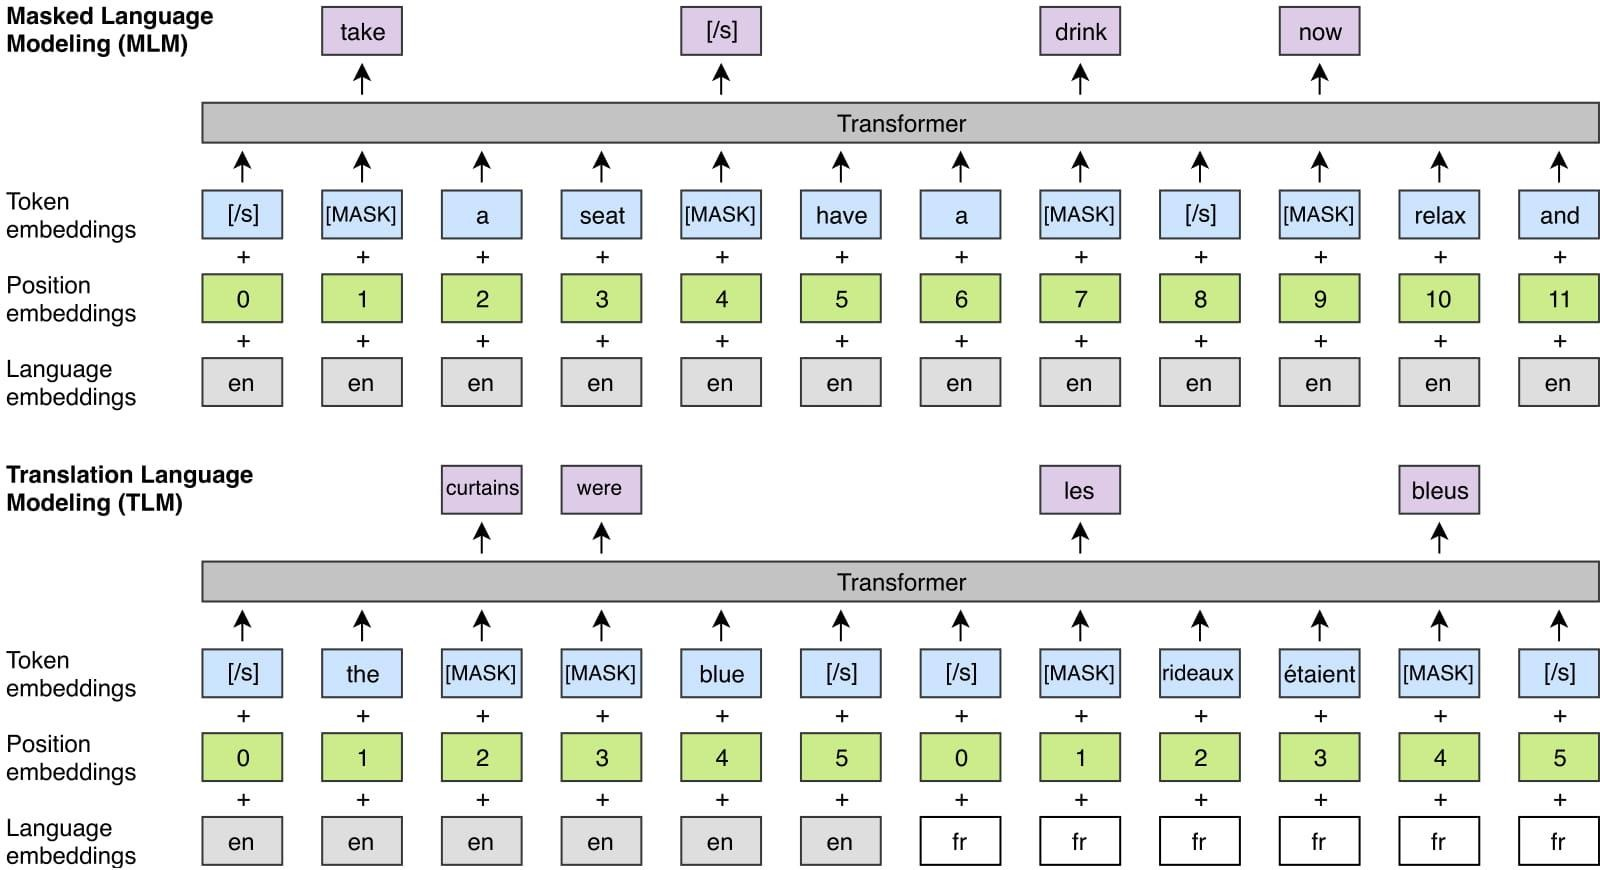 Masked Language
Modeling (MLM)
take [/s] drink now
Transformer
Token
embeddings
[/s] [MASK] a seat [MASK] have a [MASK] [/s] [MASK] relax and
+ + + + + + + + + + + +
Position
embeddings
0 1 2 3 4 5 6 7 8 9 10 11
+ + + + + + + + + + + +
Language
embeddings
en en en en en en en en en en en en
Translation Language
Modeling (TLM)
curtains were les bleus
Transformer
Token
embeddings
[/s] the [MASK] [MASK] blue [/s] [/s] [MASK] rideaux étaient [MASK] [/s]
+ + + + + + + + + + + +
Position
embeddings
0 1 2 3 4 5 0 1 2 3 4 5
+ + + + + + + + + + + +
Language
embeddings
en en en en en en fr fr fr fr fr fr